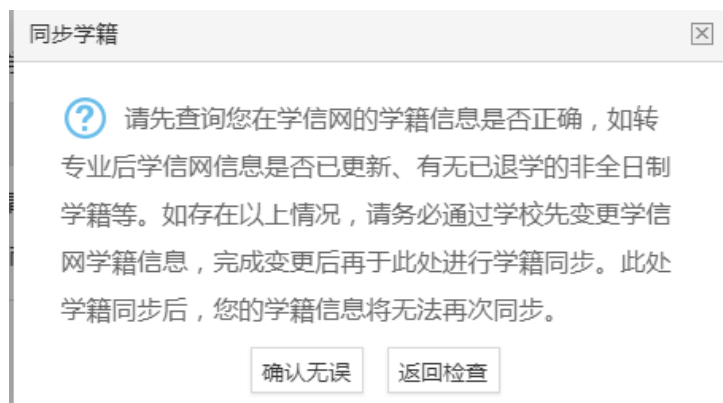 同步学籍
请先查询您在学信网的学籍信息是否正确，如转
专业后学信网信息是否已更新、有无已退学的非全日制
学籍等。如存在以上情况，请务必通过学校先变更学信
网学籍信息，完成变更后再于此处进行学籍同步。此处
学籍同步后，您的学籍信息将无法再次同步。
确认无误 返回检查